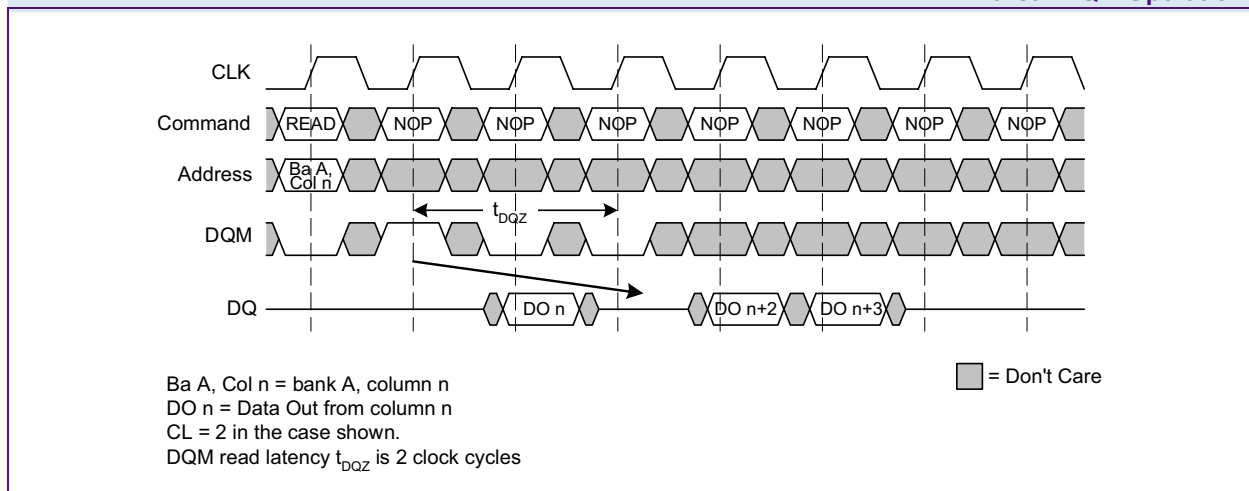 CLK
Command READ NOP NOP NOP NOP NOP NOP NOP
Address Ba A,
Col n
tDQZ
DQM
DQ DO n DO n+2 DO n+3
Ba A, Col n = bank A, column n
= Don't Care
DO n = Data Out from column n
CL = 2 in the case shown.
DQM read latency tDQZ is 2 clock cycles